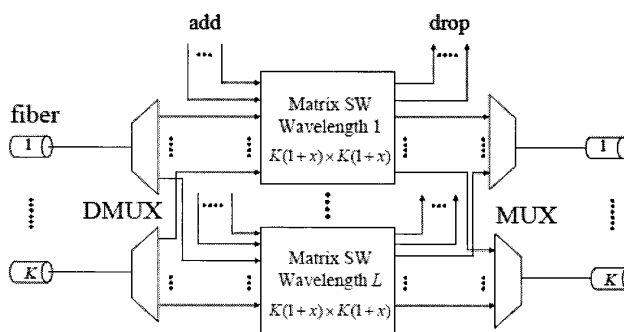 add
drop
fiber
Matrix SW
Wavelength 1
K(1+x)×K(1+x)
1
1
DMUX
MUX
Matrix SW
Wavelength L
K(1+x)×K(1+x)
K
K